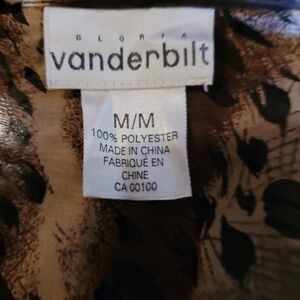 GLORIA
vanderbilt
M/M
100% POLYESTER
MADE IN CHINA
FABRIQUÉ EN
CHINE
CA 00100